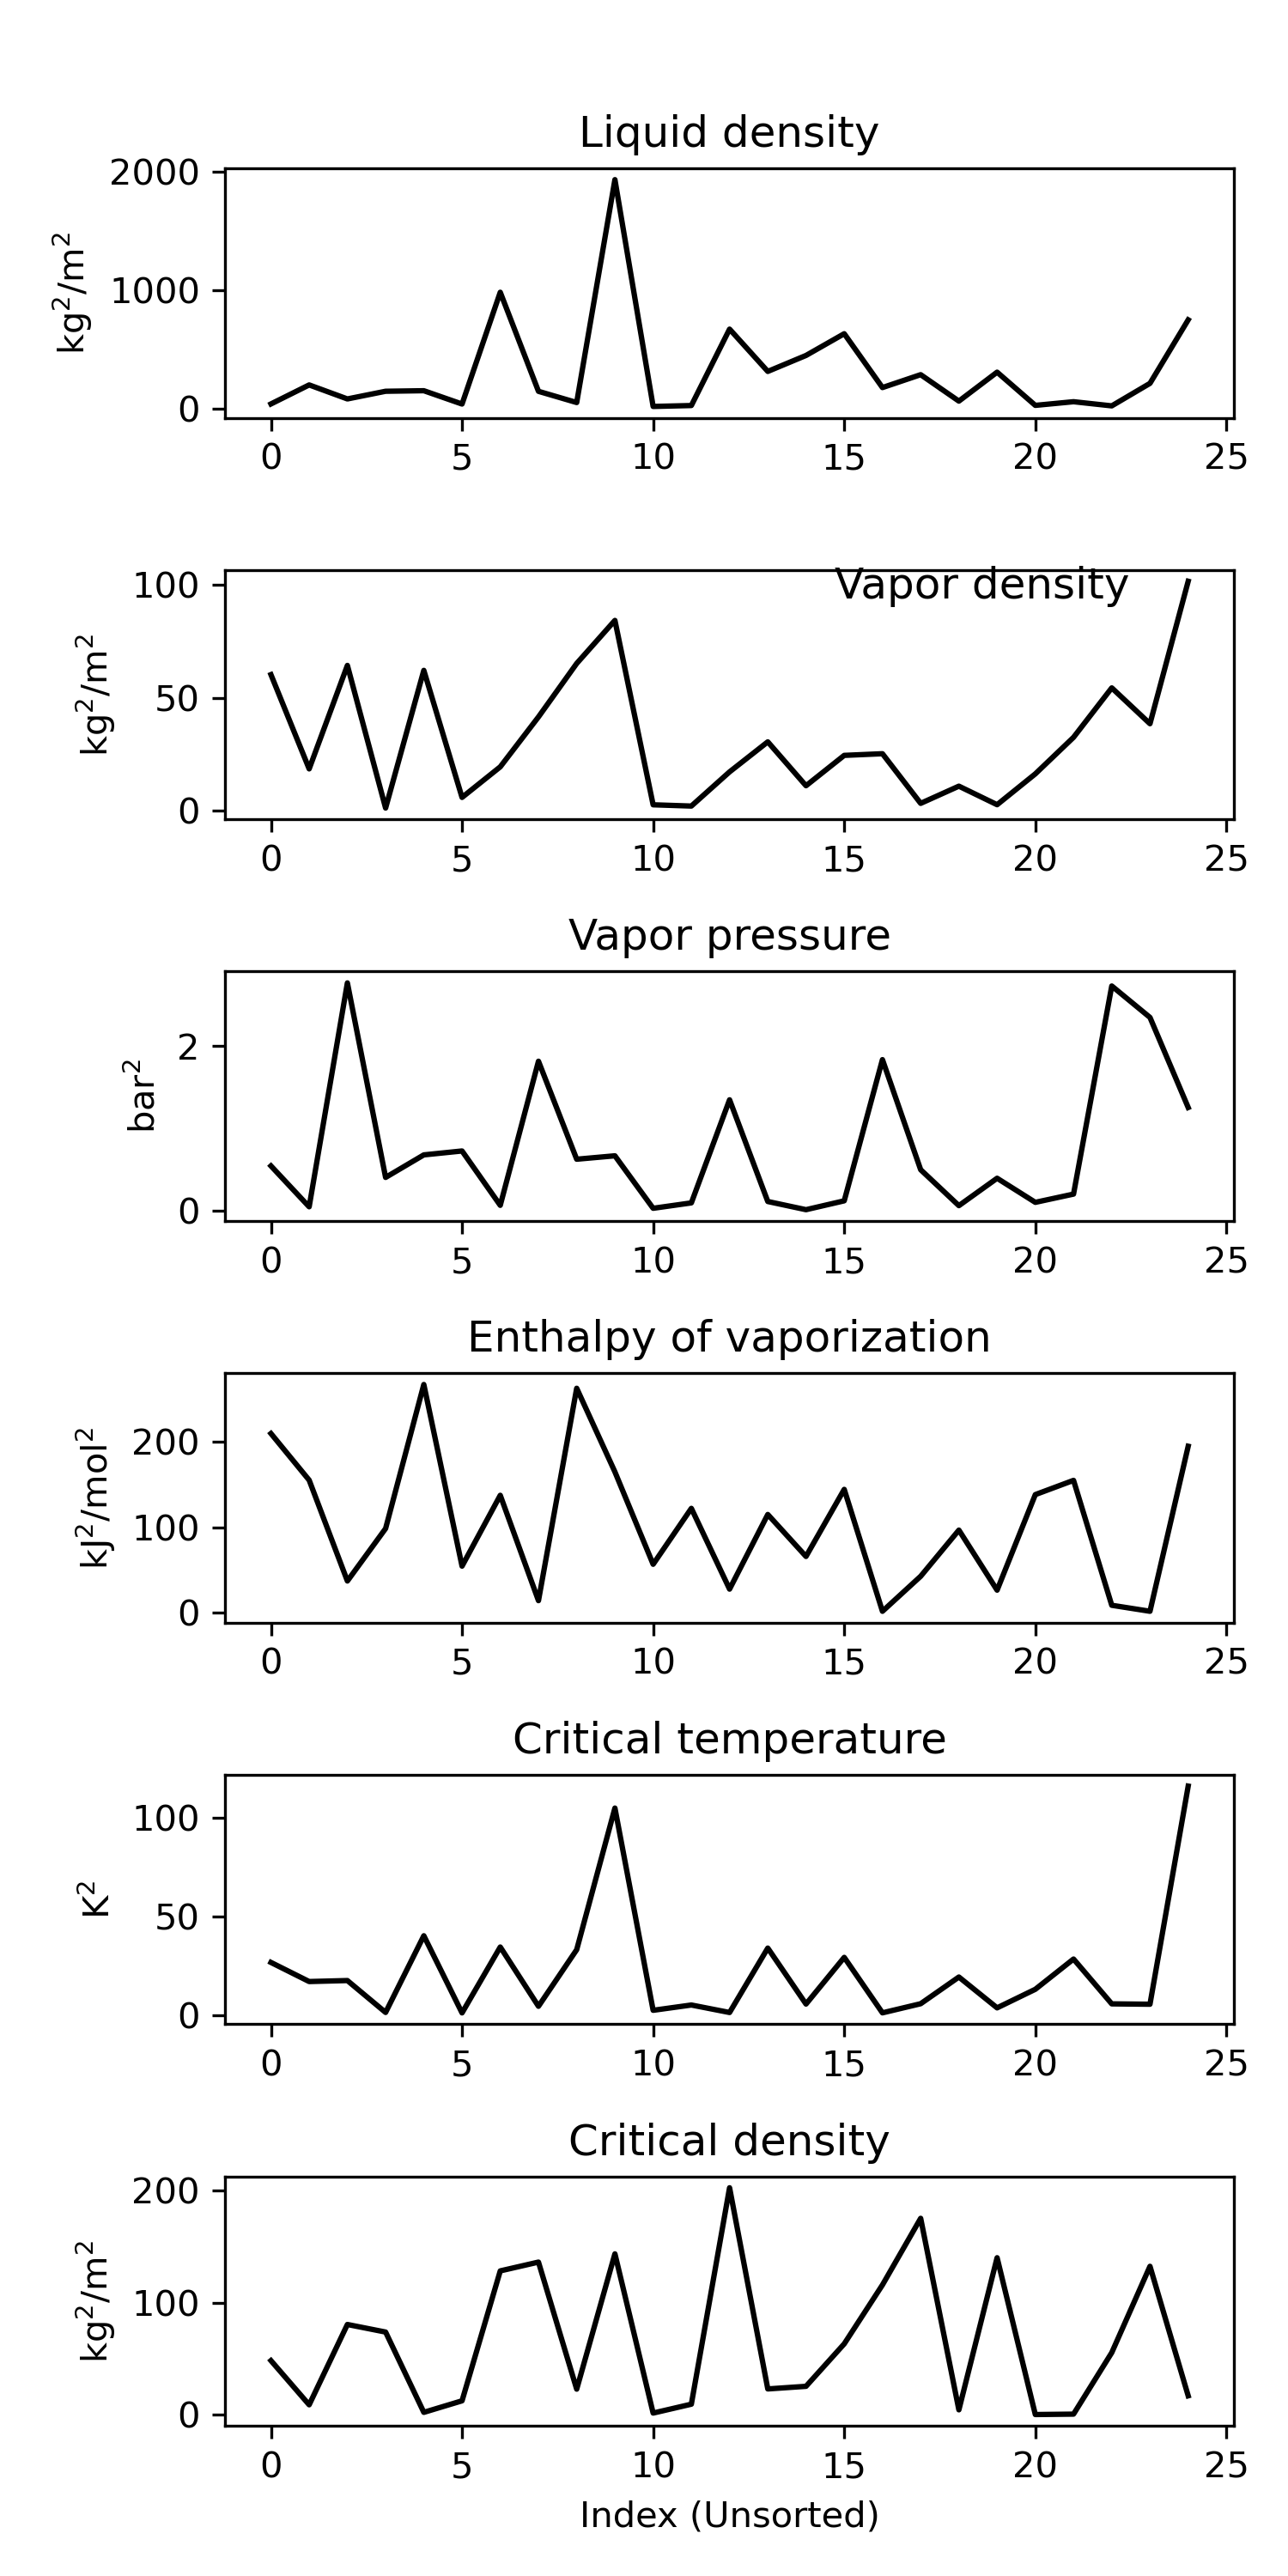 Liquid density
kg²/m²
2000
1000
0
0 5 10 15 20 25
Vapor density
kg²/m²
100
50
0
0 5 10 15 20 25
Vapor pressure
bar²
2
0
0 5 10 15 20 25
Enthalpy of vaporization
kJ²/mol²
200
100
0
0 5 10 15 20 25
Critical temperature
K²
100
50
0
0 5 10 15 20 25
Critical density
kg²/m²
200
100
0
0 5 10 15 20 25
Index (Unsorted)